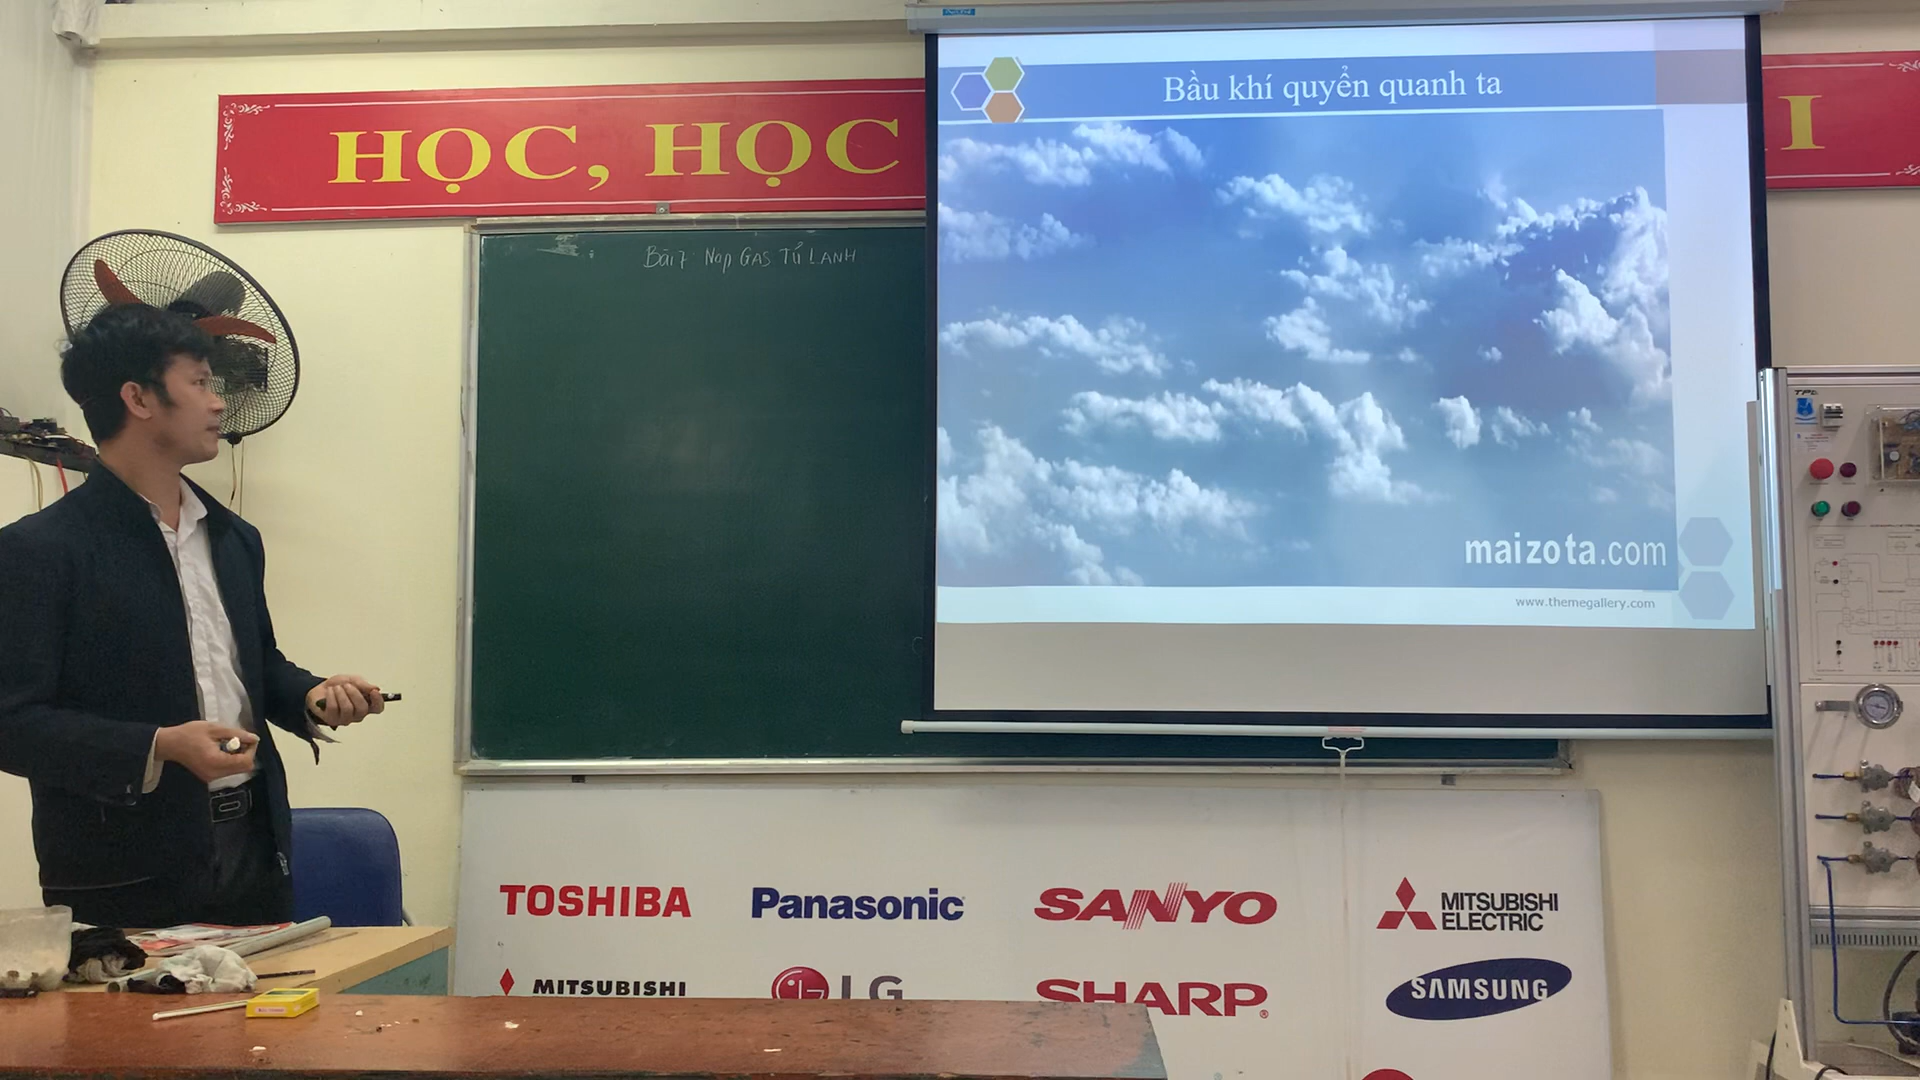 HỌC, HỌC
I
Bầu khí quyển quanh ta
Bài 7: Nạp GAS TỦ LẠNH
maizota.com
www.themegallery.com
TOSHIBA
Panasonic
SANYO
MITSUBISHI
ELECTRIC
MITSUBISHI
LG
SHARP
SAMSUNG